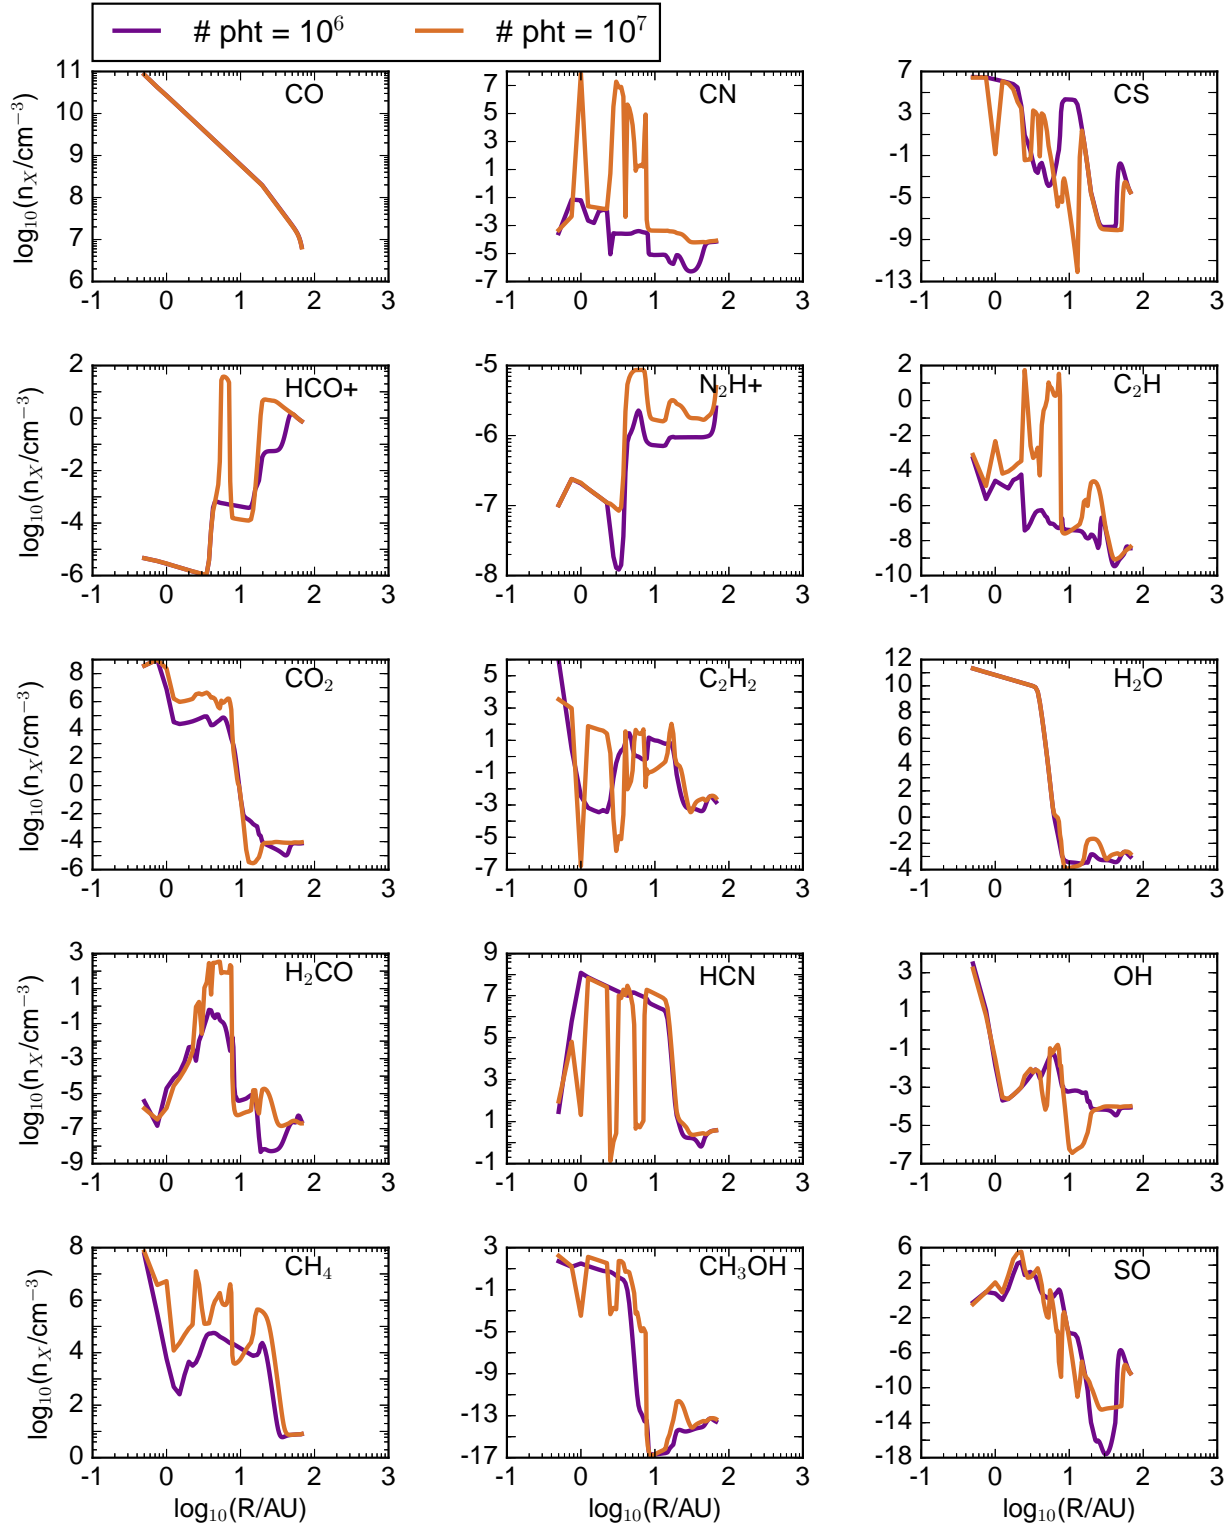 # pht = 10⁶ # pht = 10⁷
CO CN CS
11 10 9 8 7 6
7 5 3 1 -1 -3 -5 -7
7 3 -1 -5 -9 -13
log₁₀(n_X/cm⁻³)
-1 0 1 2 3 -1 0 1 2 3 -1 0 1 2 3
HCO+ N₂H+ C₂H
2 0 -2 -4 -6
-5 -6 -7 -8
2 0 -2 -4 -6 -8 -10
log₁₀(n_X/cm⁻³)
-1 0 1 2 3 -1 0 1 2 3 -1 0 1 2 3
CO₂ C₂H₂ H₂O
8 6 4 2 0 -2 -4 -6
5 3 1 -1 -3 -5 -7
12 10 8 6 4 2 0 -2 -4
log₁₀(n_X/cm⁻³)
-1 0 1 2 3 -1 0 1 2 3 -1 0 1 2 3
H₂CO HCN OH
3 1 -1 -3 -5 -7 -9
9 7 5 3 1 -1
3 1 -1 -3 -5 -7
log₁₀(n_X/cm⁻³)
-1 0 1 2 3 -1 0 1 2 3 -1 0 1 2 3
CH₄ CH₃OH SO
8 6 4 2 0
3 -1 -5 -9 -13 -17
6 2 -2 -6 -10 -14 -18
log₁₀(n_X/cm⁻³)
-1 0 1 2 3 -1 0 1 2 3 -1 0 1 2 3
log₁₀(R/AU) log₁₀(R/AU) log₁₀(R/AU)